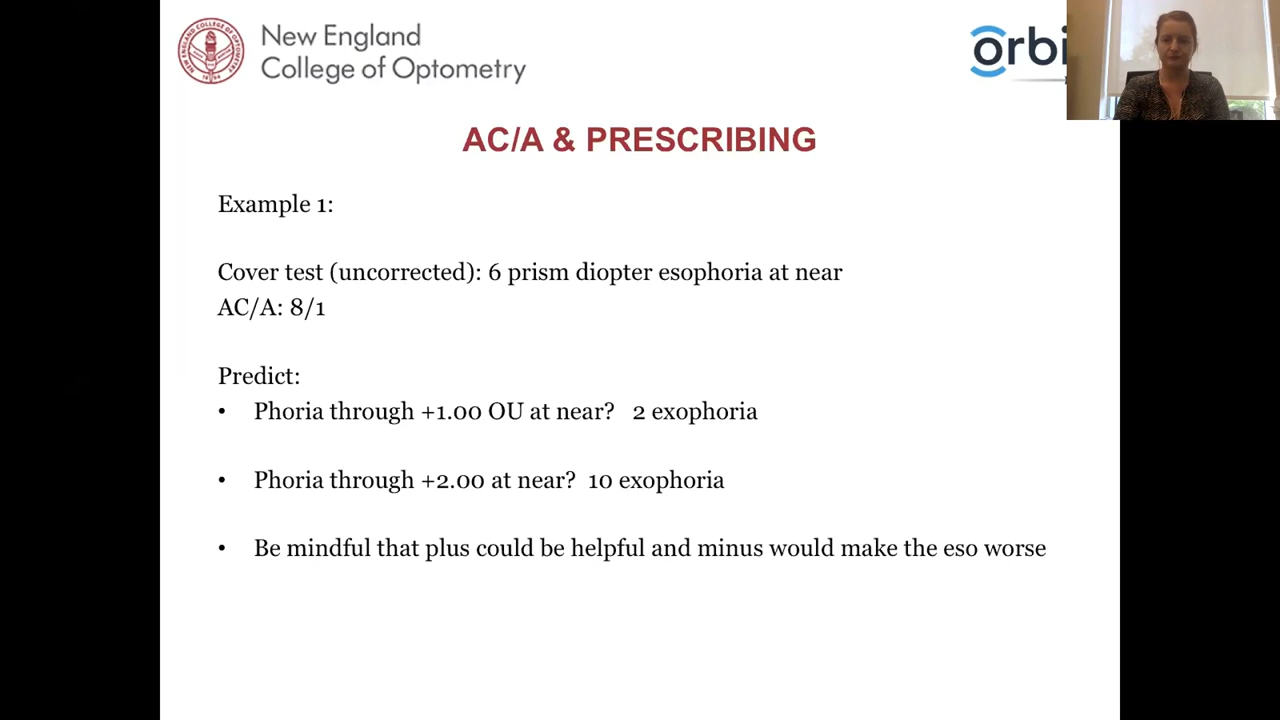 New England
College of Optometry
orbi
AC/A & PRESCRIBING
Example 1:
Cover test (uncorrected): 6 prism diopter esophoria at near
AC/A: 8/1
Predict:
• Phoria through +1.00 OU at near? 2 exophoria
• Phoria through +2.00 at near? 10 exophoria
• Be mindful that plus could be helpful and minus would make the eso worse